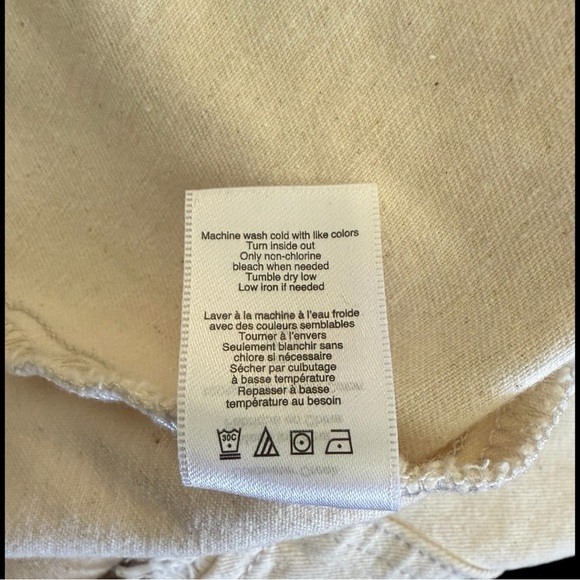 Machine wash cold with like colors
Turn inside out
Only non-chlorine
bleach when needed
Tumble dry low
Low iron if needed
Laver à la machine à l'eau froide
avec des couleurs semblables
Tourner à l'envers
Seulement blanchir sans
chlore si nécessaire
Sécher par culbutage
à basse température
Repasser à basse
température au besoin
30C